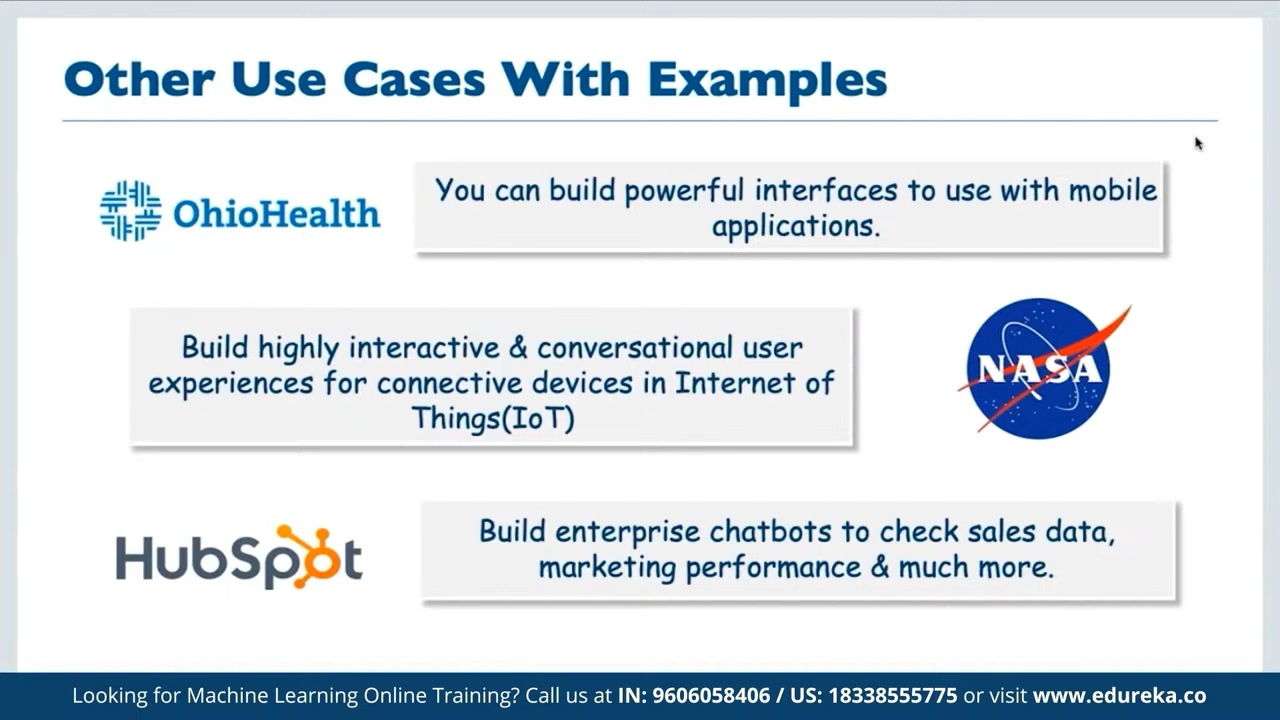 Other Use Cases With Examples
OhioHealth
You can build powerful interfaces to use with mobile
applications.
Build highly interactive & conversational user
experiences for connective devices in Internet of
Things(IoT)
NASA
HubSpot
Build enterprise chatbots to check sales data,
marketing performance & much more.
Looking for Machine Learning Online Training? Call us at IN: 9606058406 / US: 18338555775 or visit www.edureka.co